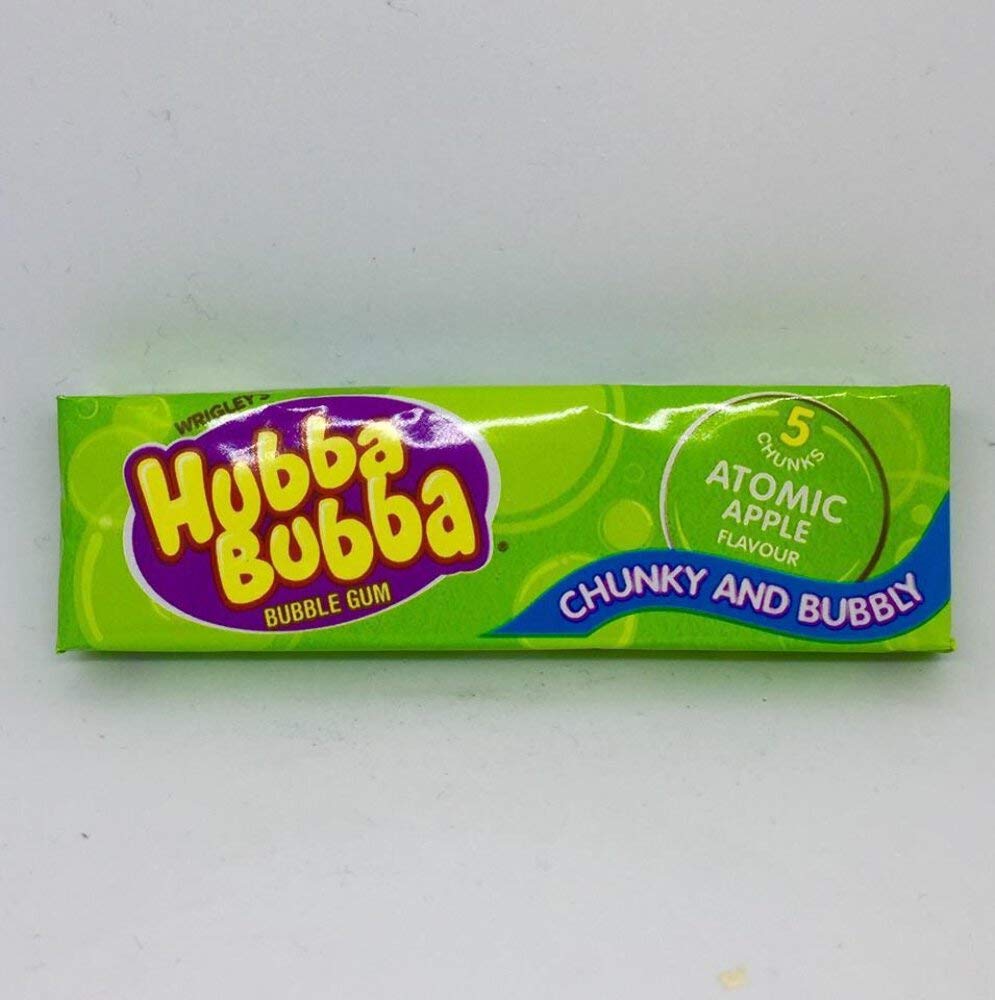 WRIGLEY'S
Hubba
Bubba
BUBBLE GUM
5
CHUNKS
ATOMIC
APPLE
FLAVOUR
CHUNKY AND BUBBLY